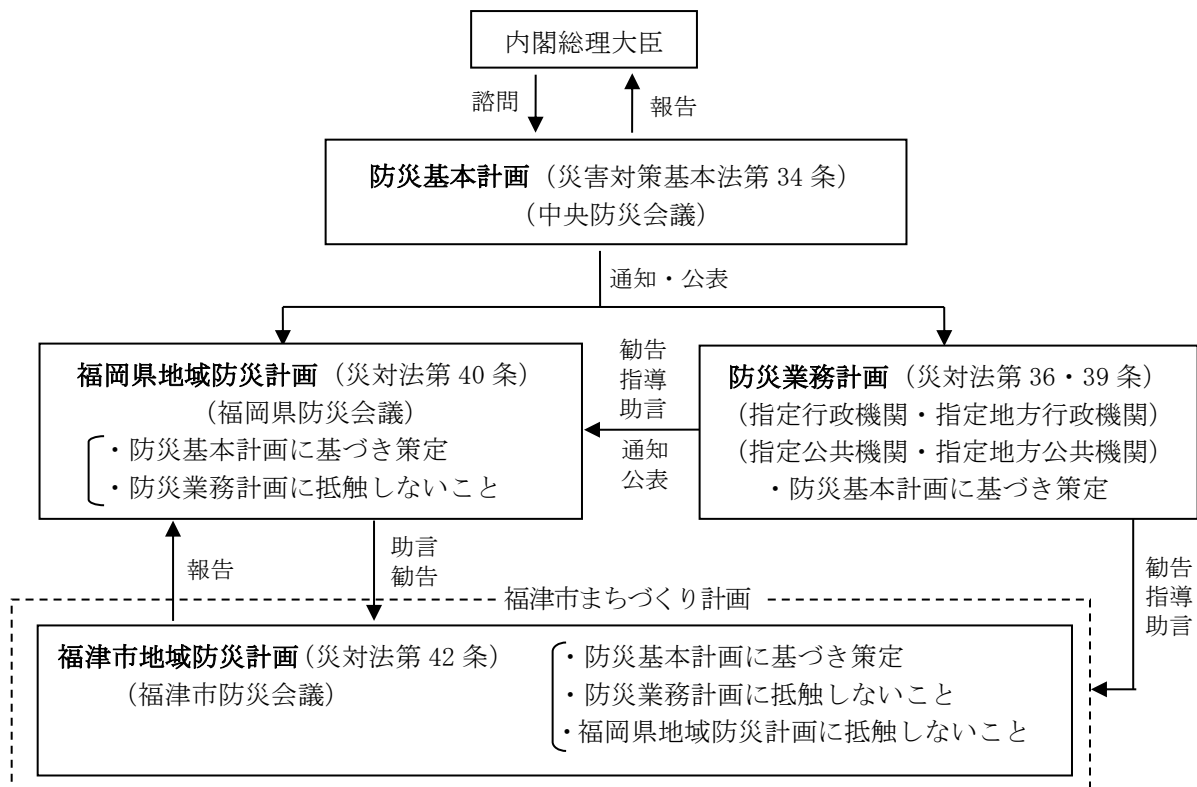 内閣総理大臣
諮問
報告
防災基本計画（災害対策基本法第 34 条）
（中央防災会議）
通知・公表
福岡県地域防災計画（災対法第 40 条）
（福岡県防災会議）
・防災基本計画に基づき策定
・防災業務計画に抵触しないこと
勧告
指導
助言
通知
公表
防災業務計画（災対法第 36・39 条）
（指定行政機関・指定地方行政機関）
（指定公共機関・指定地方公共機関）
・防災基本計画に基づき策定
報告
助言
勧告
勧告
指導
助言
福津市まちづくり計画
福津市地域防災計画（災対法第 42 条）
（福津市防災会議）
・防災基本計画に基づき策定
・防災業務計画に抵触しないこと
・福岡県地域防災計画に抵触しないこと